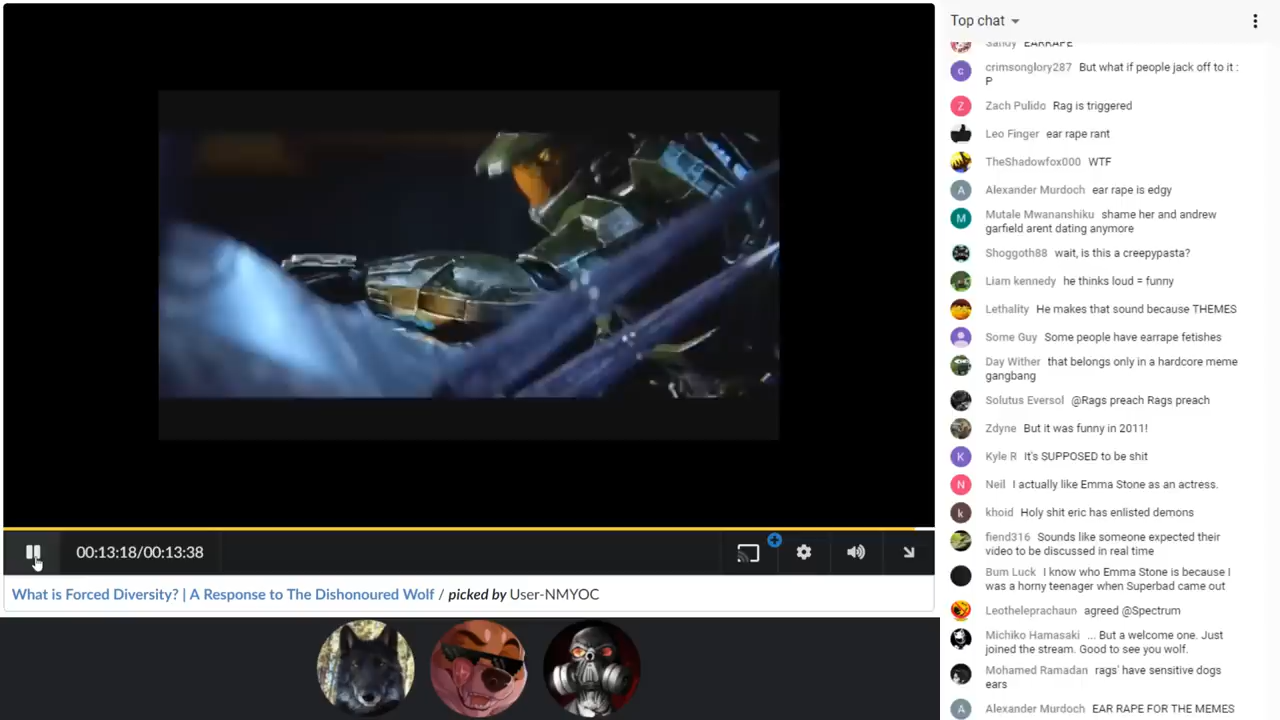 Top chat
Sandy EARRAPE
crimsonglory287 But what if people jack off to it :
P
Zach Pulido Rag is triggered
Leo Finger ear rape rant
TheShadowfox000 WTF
A Alexander Murdoch ear rape is edgy
M Mutale Mwananshiku shame her and andrew
garfield arent dating anymore
Shoggoth88 wait, is this a creepypasta?
Liam kennedy he thinks loud = funny
Lethality He makes that sound because THEMES
Some Guy Some people have earrape fetishes
Day Wither that belongs only in a hardcore meme
gangbang
Solutus Eversol @Rags preach Rags preach
Zdyne But it was funny in 2011!
K Kyle R It's SUPPOSED to be shit
N Neil I actually like Emma Stone as an actress.
k khoid Holy shit eric has enlisted demons
fiend316 Sounds like someone expected their
video to be discussed in real time
Bum Luck I know who Emma Stone is because I
was a horny teenager when Superbad came out
Leotheleprachaun agreed @Spectrum
Michiko Hamasaki ... But a welcome one. Just
joined the stream. Good to see you wolf.
Mohamed Ramadan rags' have sensitive dogs
ears
A Alexander Murdoch EAR RAPE FOR THE MEMES
00:13:18/00:13:38
What is Forced Diversity? | A Response to The Dishonoured Wolf / picked by User-NMYOC